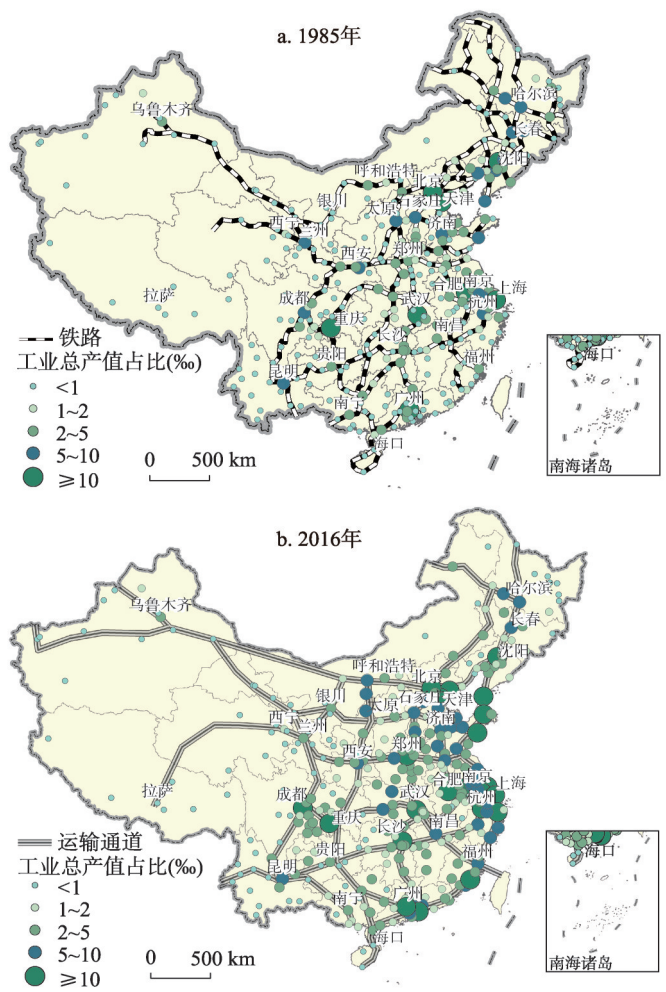 a. 1985年
哈尔滨
乌鲁木齐
长春
沈阳
呼和浩特
北京
银川
太原
石家庄
天津
西宁
兰州
济南
西安
郑州
拉萨
成都
合肥
南京
上海
武汉
杭州
重庆
长沙
南昌
贵阳
福州
昆明
南宁
广州
海口
铁路
工业总产值占比(‰)
<1
1~2
2~5
5~10
≥10
0 500 km
海口
南海诸岛
b. 2016年
哈尔滨
乌鲁木齐
长春
沈阳
呼和浩特
北京
银川
太原
石家庄
天津
西宁
兰州
济南
西安
郑州
拉萨
成都
合肥
南京
上海
武汉
杭州
重庆
长沙
南昌
贵阳
福州
昆明
南宁
广州
海口
运输通道
工业总产值占比(‰)
<1
1~2
2~5
5~10
≥10
0 500 km
海口
南海诸岛